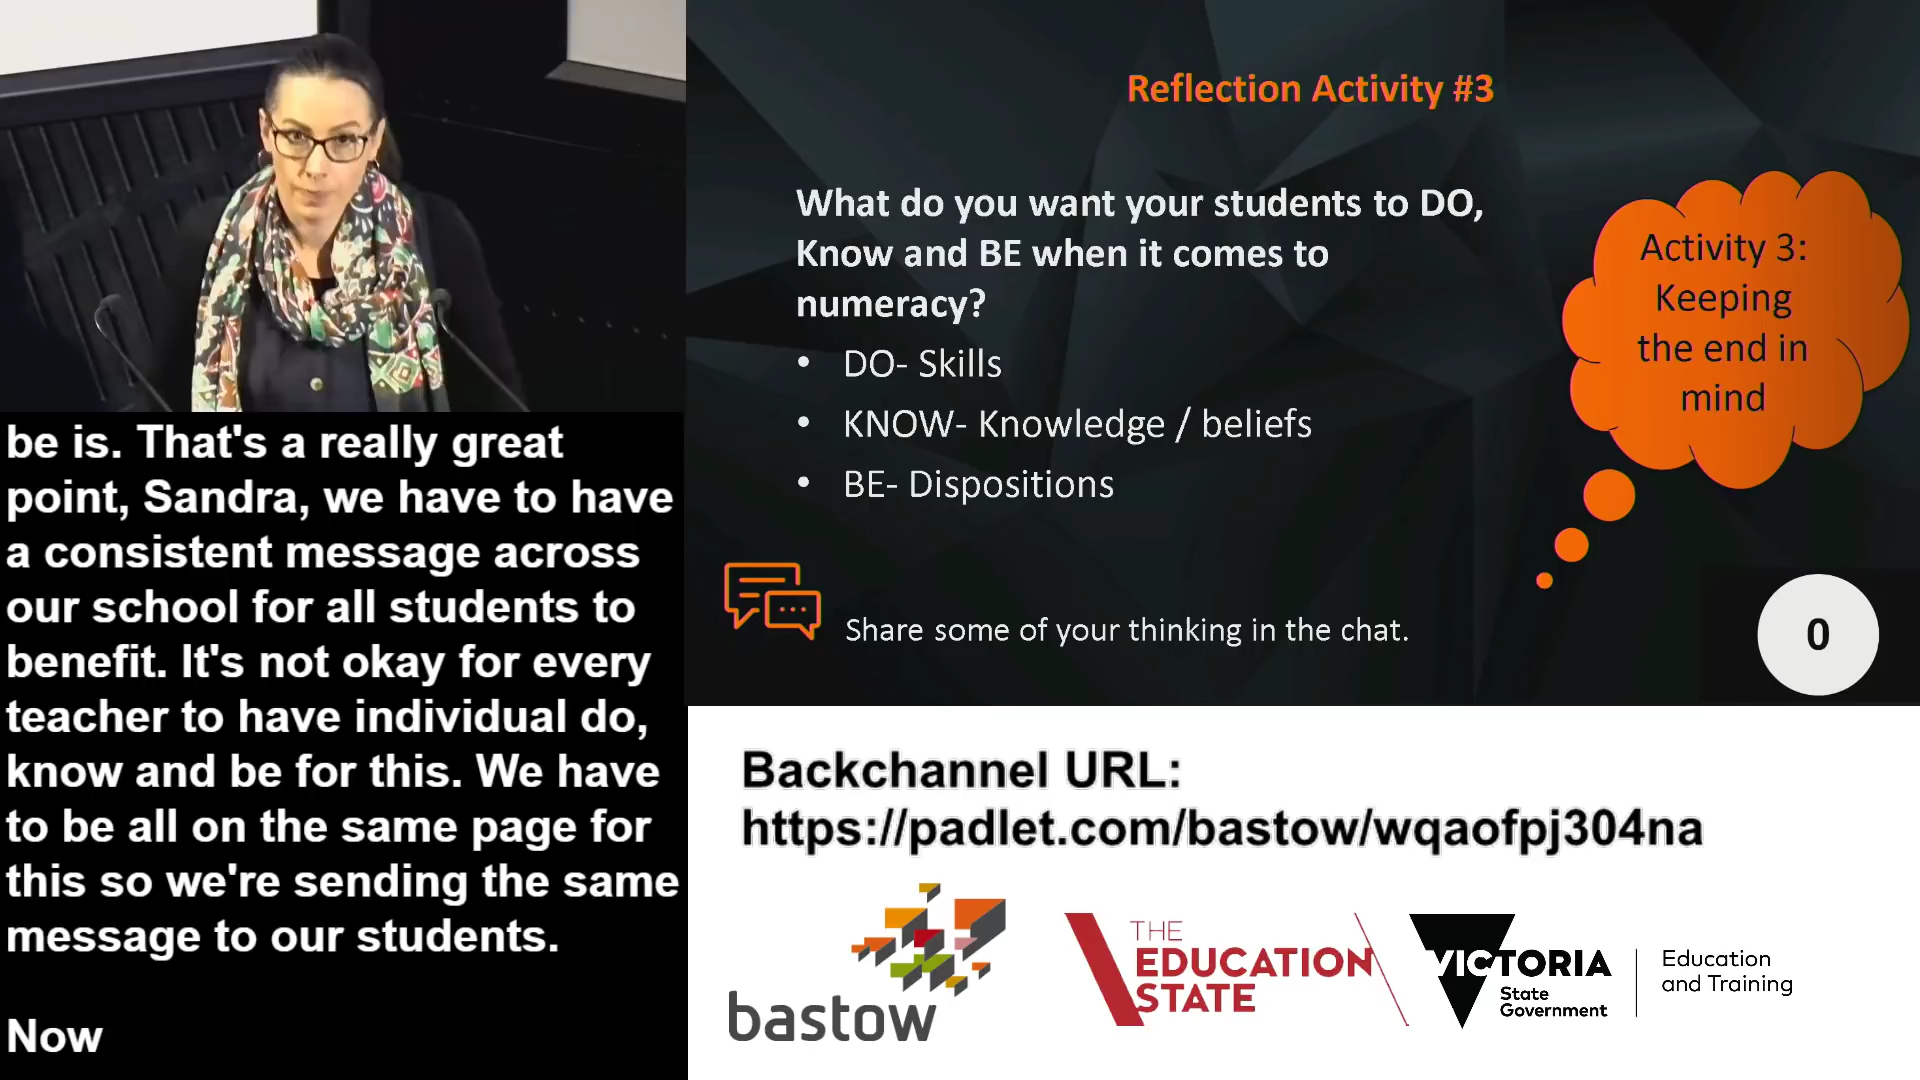 be is. That's a really great
point, Sandra, we have to have
a consistent message across
our school for all students to
benefit. It's not okay for every
teacher to have individual do,
know and be for this. We have
to be all on the same page for
this so we're sending the same
message to our students.
Now
Reflection Activity #3
What do you want your students to DO,
Know and BE when it comes to
numeracy?
• DO- Skills
• KNOW- Knowledge / beliefs
• BE- Dispositions
Share some of your thinking in the chat.
Activity 3:
Keeping
the end in
mind
0
Backchannel URL:
https://padlet.com/bastow/wqaofpj304na
bastow
THE
EDUCATION
STATE
VICTORIA
State
Government
Education
and Training